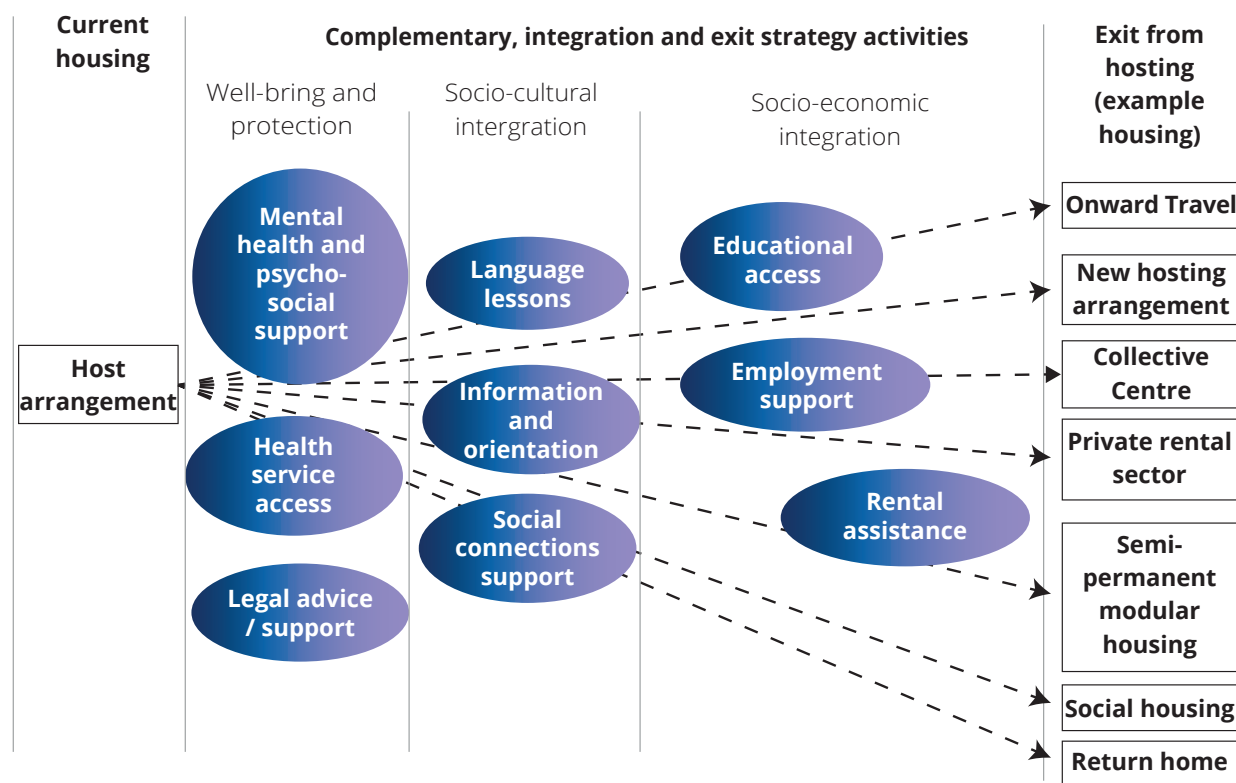 Current
housing
Complementary, integration and exit strategy activities
Exit from
hosting
(example
housing)
Well-bring and
protection
Socio-cultural
intergration
Socio-economic
integration
Host
arrangement
Mental
health and
psycho-
social
support
Health
service
access
Legal advice
/ support
Language
lessons
Information
and
orientation
Social
connections
support
Educational
access
Employment
support
Rental
assistance
Onward Travel
New hosting
arrangement
Collective
Centre
Private rental
sector
Semi-
permanent
modular
housing
Social housing
Return home